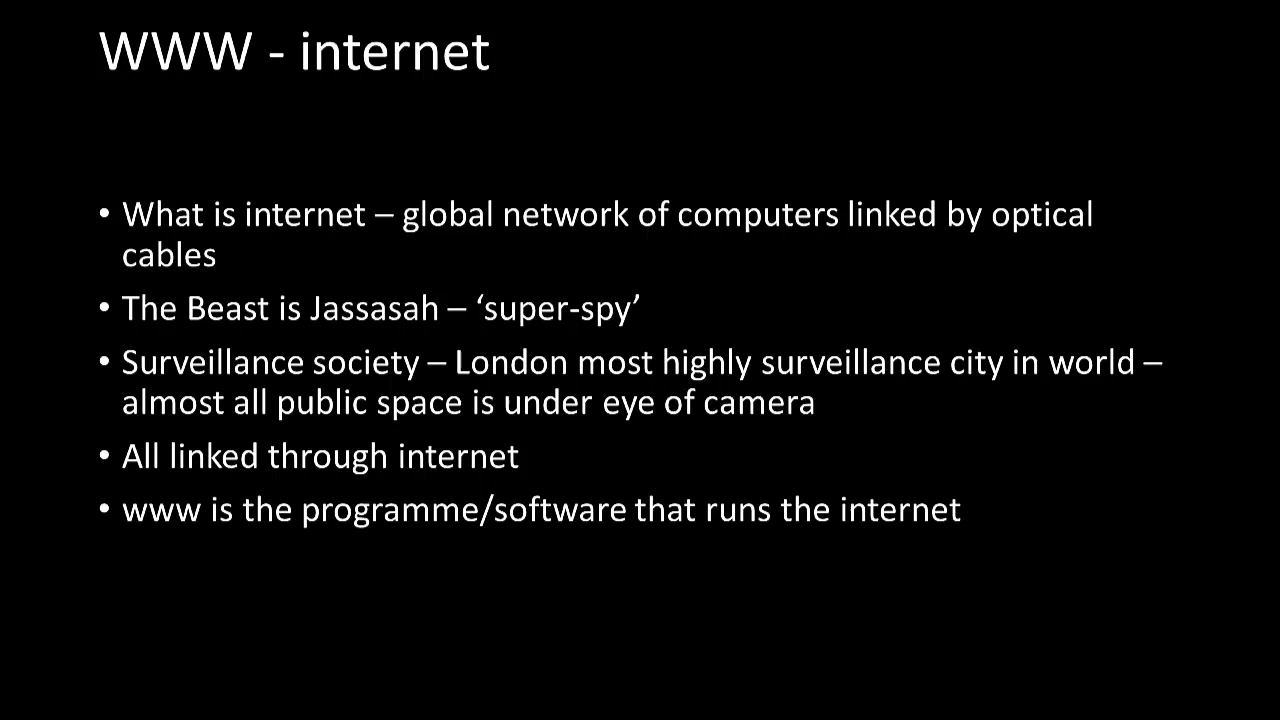 WWW - internet
• What is internet – global network of computers linked by optical
cables
• The Beast is Jassasah – ‘super-spy’
• Surveillance society – London most highly surveillance city in world –
almost all public space is under eye of camera
• All linked through internet
• www is the programme/software that runs the internet